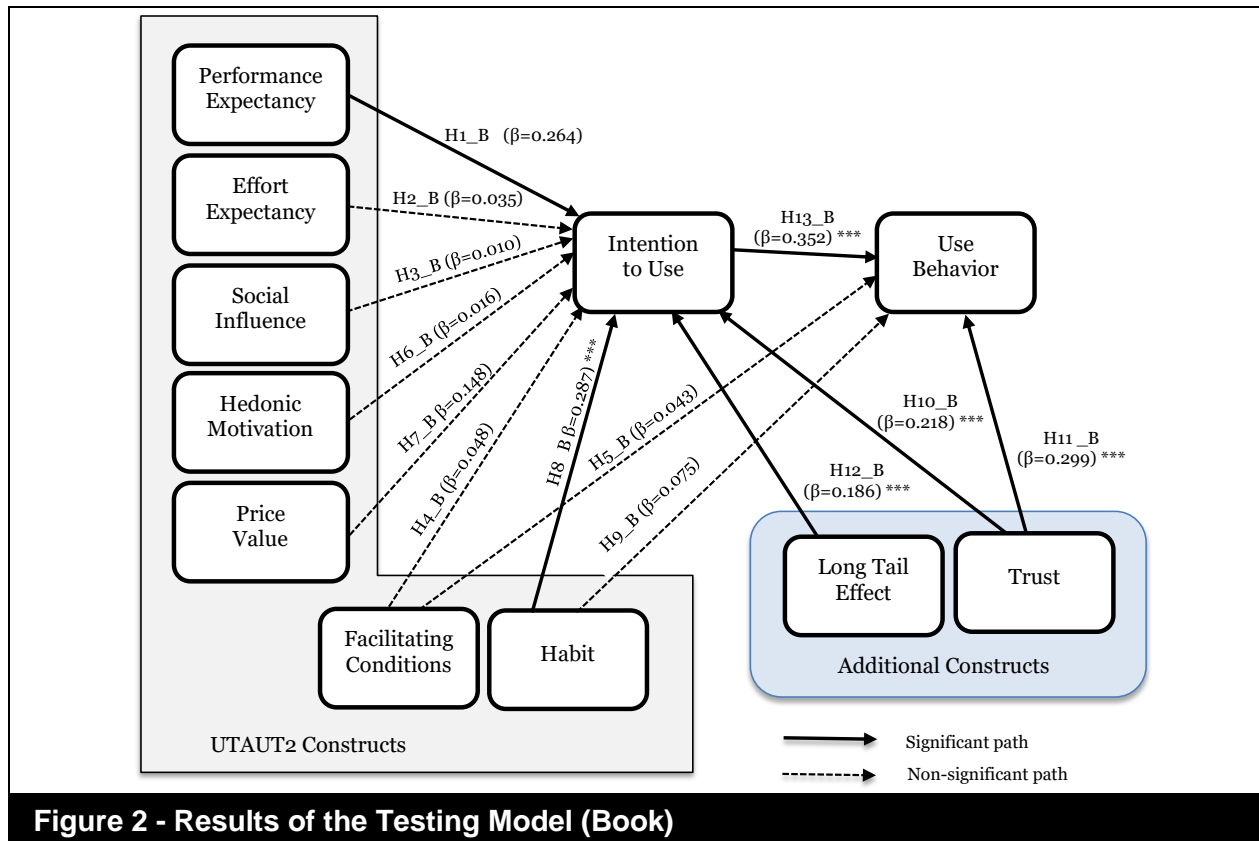 Performance
Expectancy
Effort
Expectancy
Social
Influence
Hedonic
Motivation
Price
Value
Facilitating
Conditions
Habit
UTAUT2 Constructs
H1_B (β=0.264)
H2_B (β=0.035)
H3_B (β=0.010)
H6_B (β=0.016)
H7_B β=0.148)
H4_B (β=0.048)
H8 B β=0.287) ***
H5_B (β=0.043)
H9_B (β=0.075)
Intention
to Use
H13_B
(β=0.352) ***
Use
Behavior
H10_B
(β=0.218) ***
H11 _B
(β=0.299) ***
H12_B
(β=0.186) ***
Long Tail
Effect
Trust
Additional Constructs
Significant path
Non-significant path
Figure 2 - Results of the Testing Model (Book)